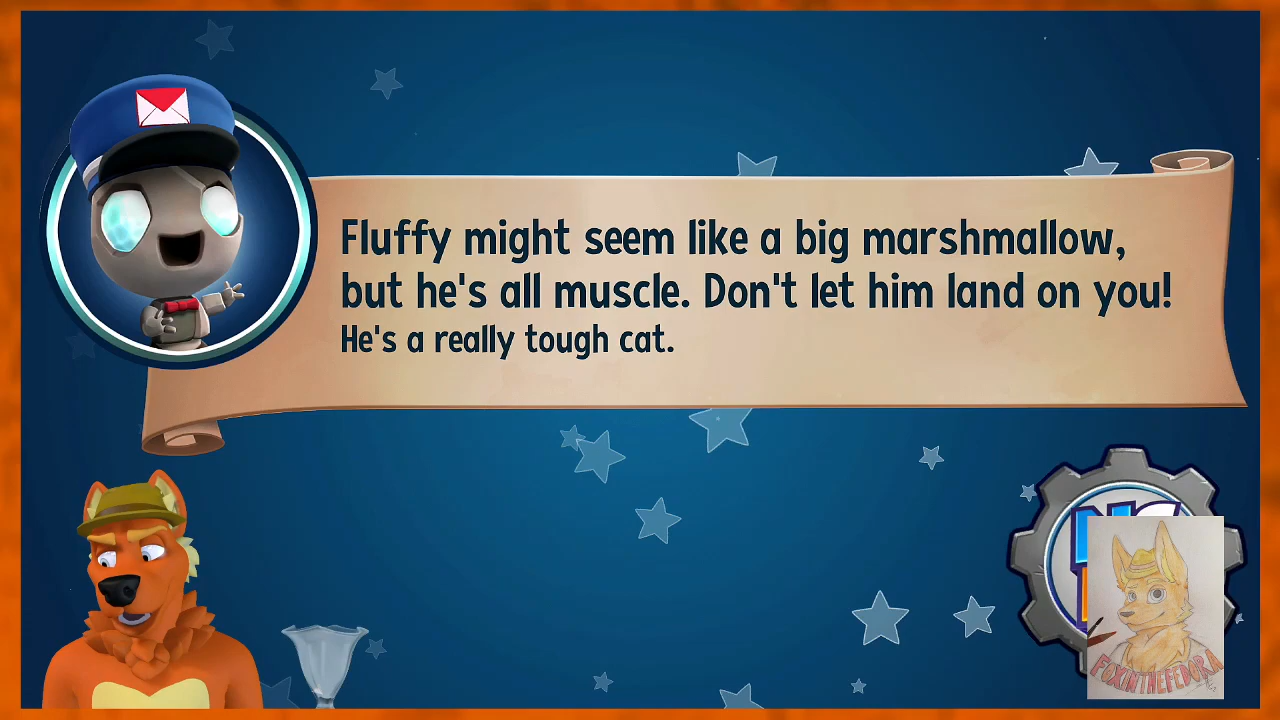 Fluffy might seem like a big marshmallow,
but he's all muscle. Don't let him land on you!
He's a really tough cat.
FOXINTHEFEDORA